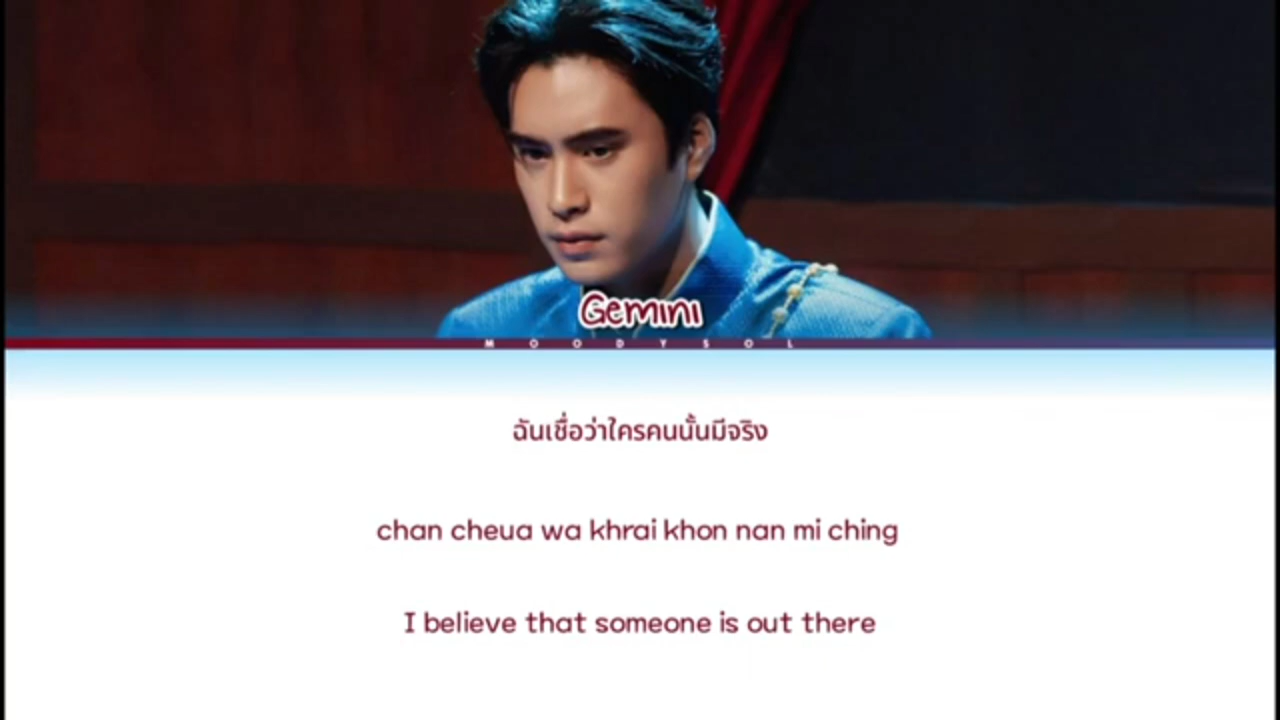 Gemini
MOODYSOL
ฉันเชื่อว่าใครคนนั้นมีจริง
chan cheua wa khrai khon nan mi ching
I believe that someone is out there